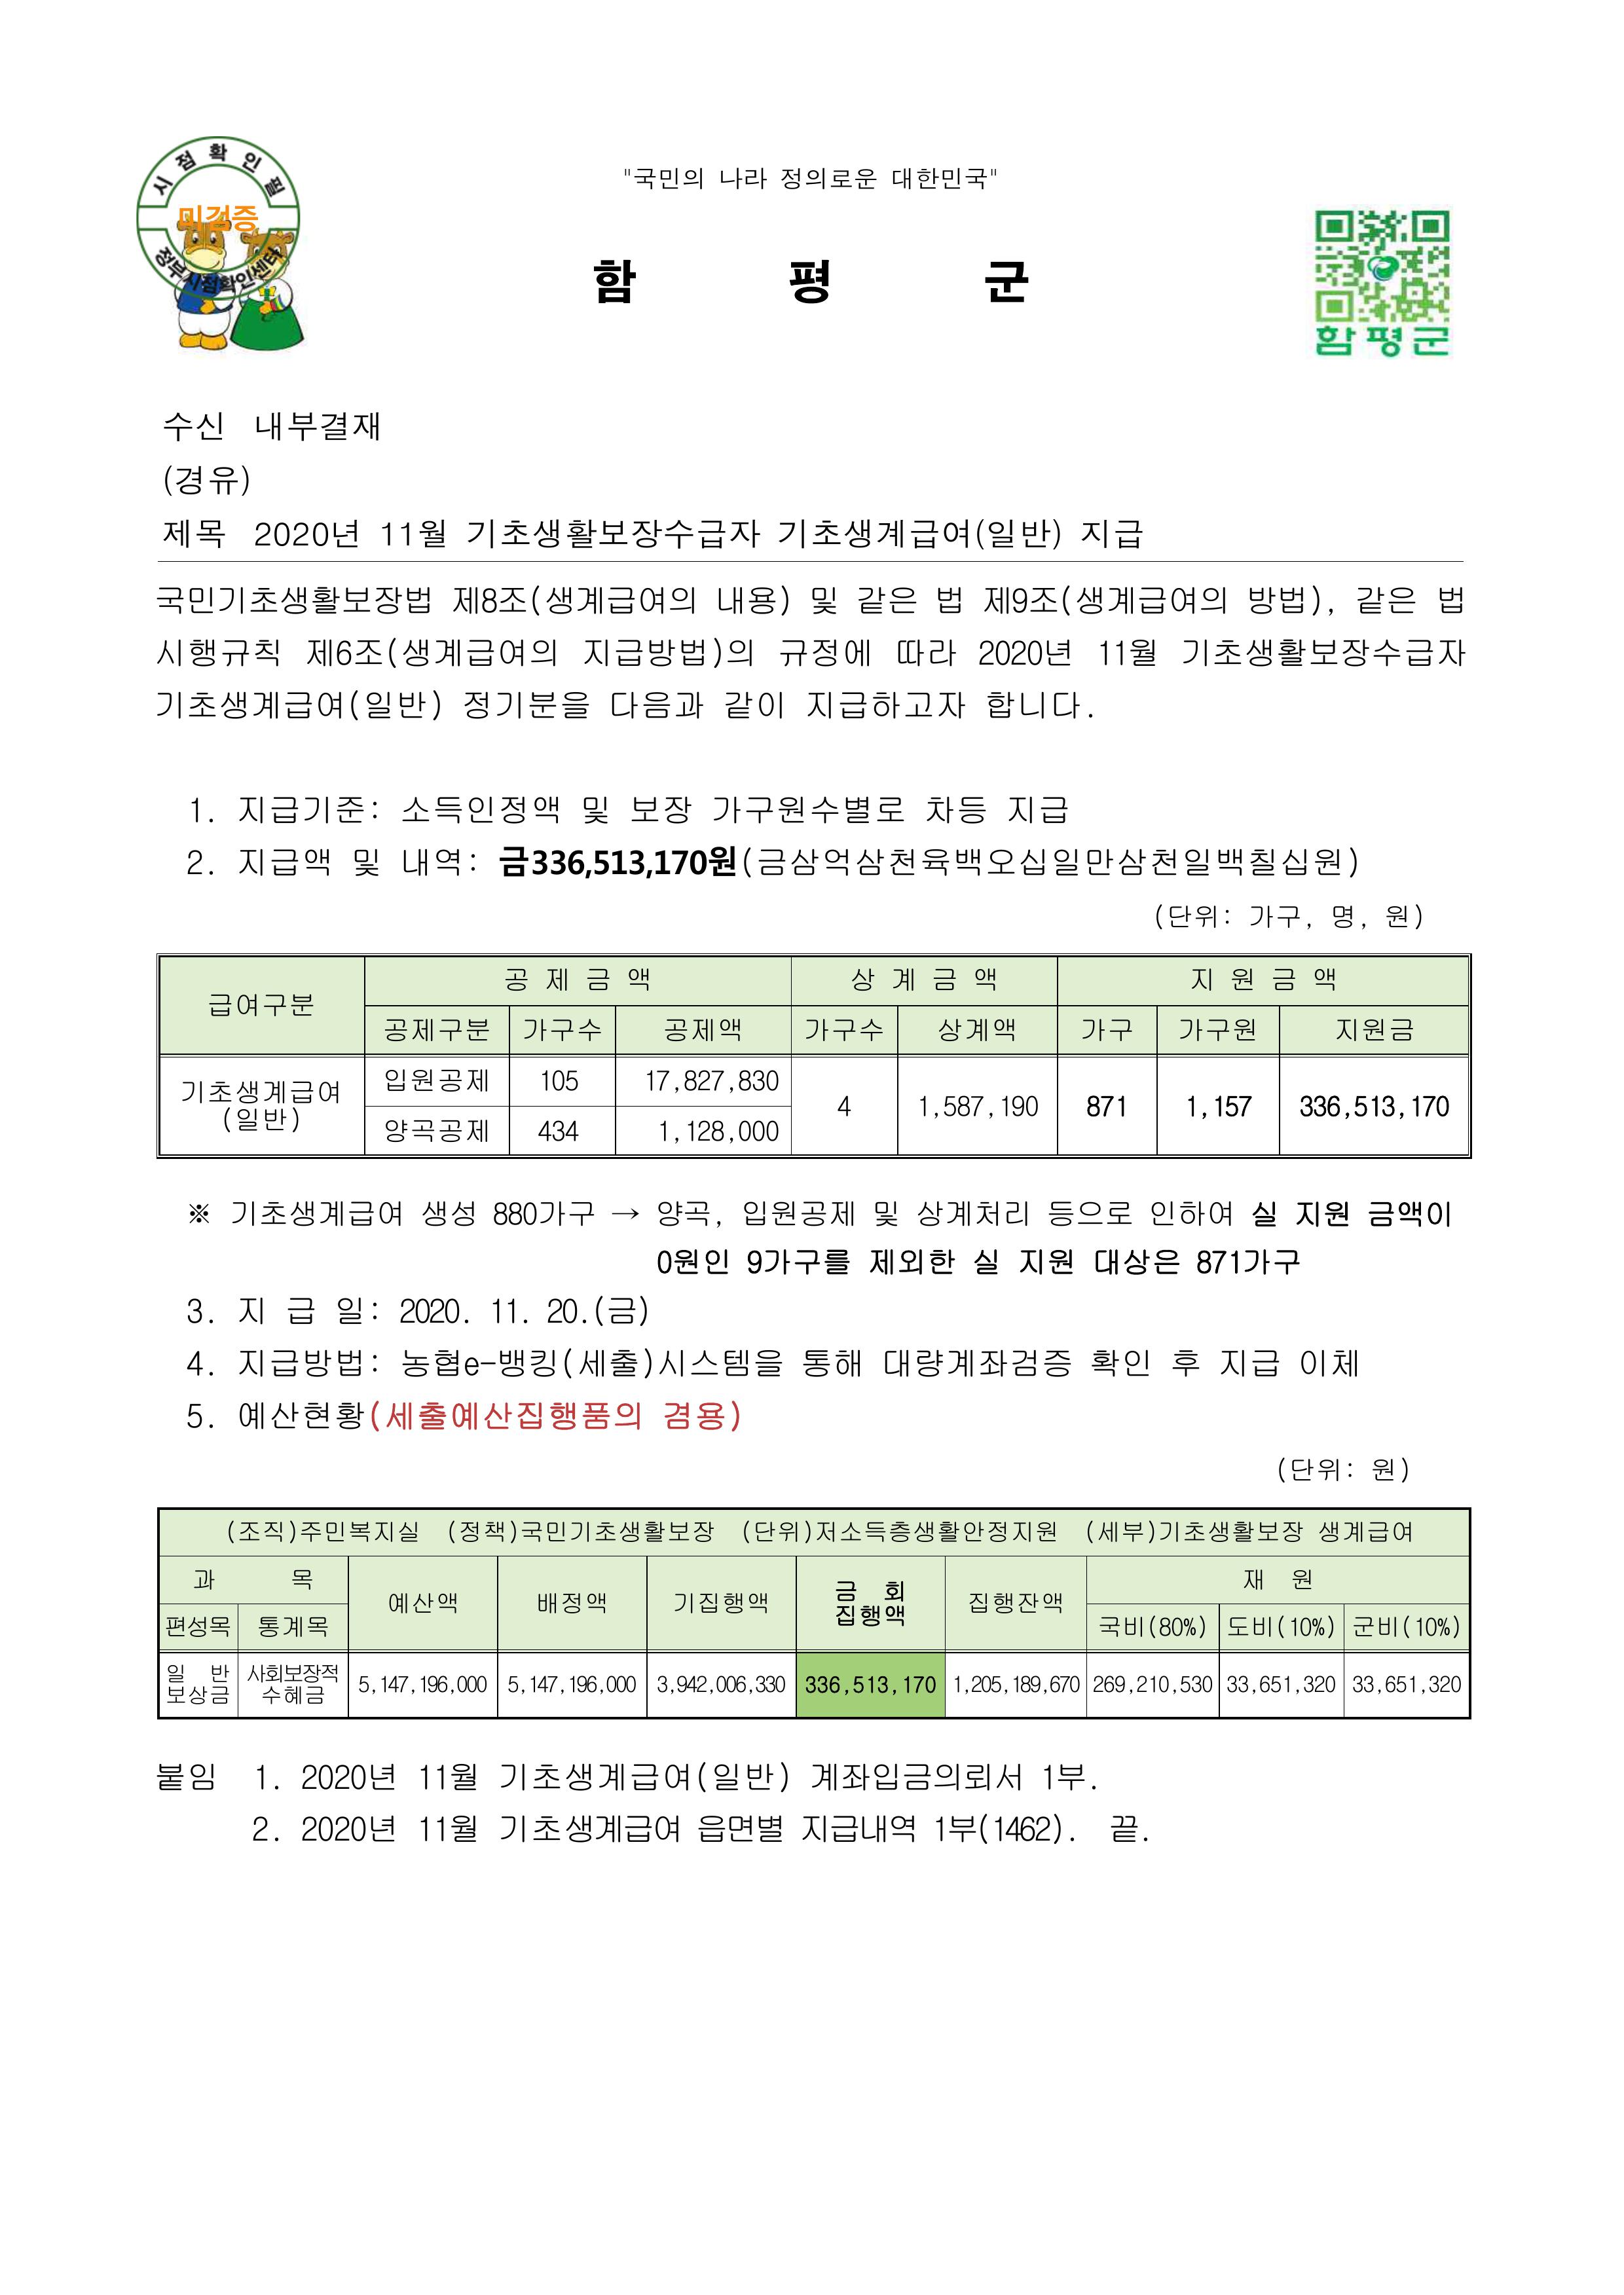 시점확인필
미검증
정부시점확인센터
"국민의 나라 정의로운 대한민국"
함 평 군
함평군
수신 내부결재
(경유)
제목 2020년 11월 기초생활보장수급자 기초생계급여(일반) 지급
국민기초생활보장법 제8조(생계급여의 내용) 및 같은 법 제9조(생계급여의 방법), 같은 법
시행규칙 제6조(생계급여의 지급방법)의 규정에 따라 2020년 11월 기초생활보장수급자
기초생계급여(일반) 정기분을 다음과 같이 지급하고자 합니다.
1. 지급기준: 소득인정액 및 보장 가구원수별로 차등 지급
2. 지급액 및 내역: 금336,513,170원(금삼억삼천육백오십일만삼천일백칠십원)
(단위: 가구, 명, 원)
급여구분 공 제 금 액 상 계 금 액 지 원 금 액
공제구분 가구수 공제액 가구수 상계액 가구 가구원 지원금
기초생계급여
(일반)
입원공제 105 17,827,830
4 1,587,190 871 1,157 336,513,170
양곡공제 434 1,128,000
※ 기초생계급여 생성 880가구 → 양곡, 입원공제 및 상계처리 등으로 인하여 실 지원 금액이
0원인 9가구를 제외한 실 지원 대상은 871가구
3. 지 급 일: 2020. 11. 20.(금)
4. 지급방법: 농협e-뱅킹(세출)시스템을 통해 대량계좌검증 확인 후 지급 이체
5. 예산현황(세출예산집행품의 겸용)
(단위: 원)
(조직)주민복지실 (정책)국민기초생활보장 (단위)저소득층생활안정지원 (세부)기초생활보장 생계급여
과 목 예산액 배정액 기집행액 금 회
집행액 집행잔액 재 원
편성목 통계목 국비(80%) 도비(10%) 군비(10%)
일 반
보상금 사회보장적
수혜금 5,147,196,000 5,147,196,000 3,942,006,330 336,513,170 1,205,189,670 269,210,530 33,651,320 33,651,320
붙임 1. 2020년 11월 기초생계급여(일반) 계좌입금의뢰서 1부.
2. 2020년 11월 기초생계급여 읍면별 지급내역 1부(1462). 끝.